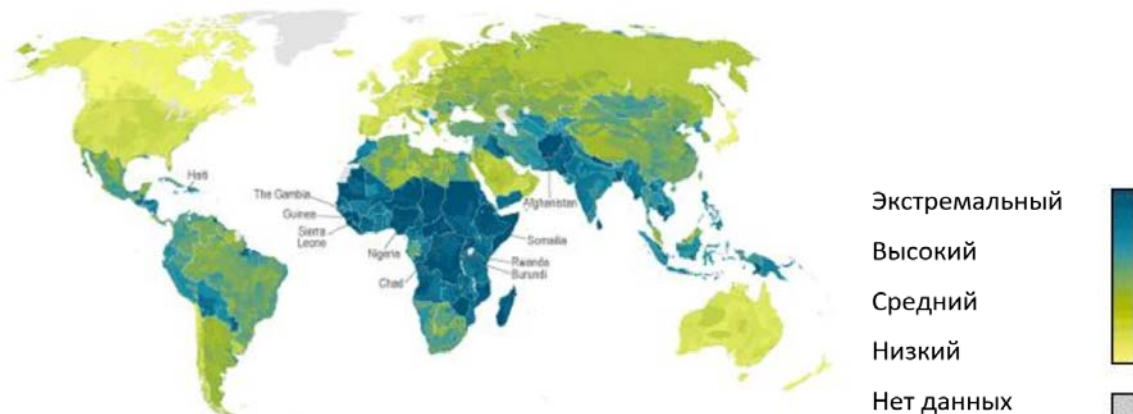 Haiti
The Gambia
Guinea
Sierra
Leone
Nigeria
Chad
Afghanistan
Somalia
Rwanda
Burundi
Экстремальный
Высокий
Средний
Низкий
Нет данных